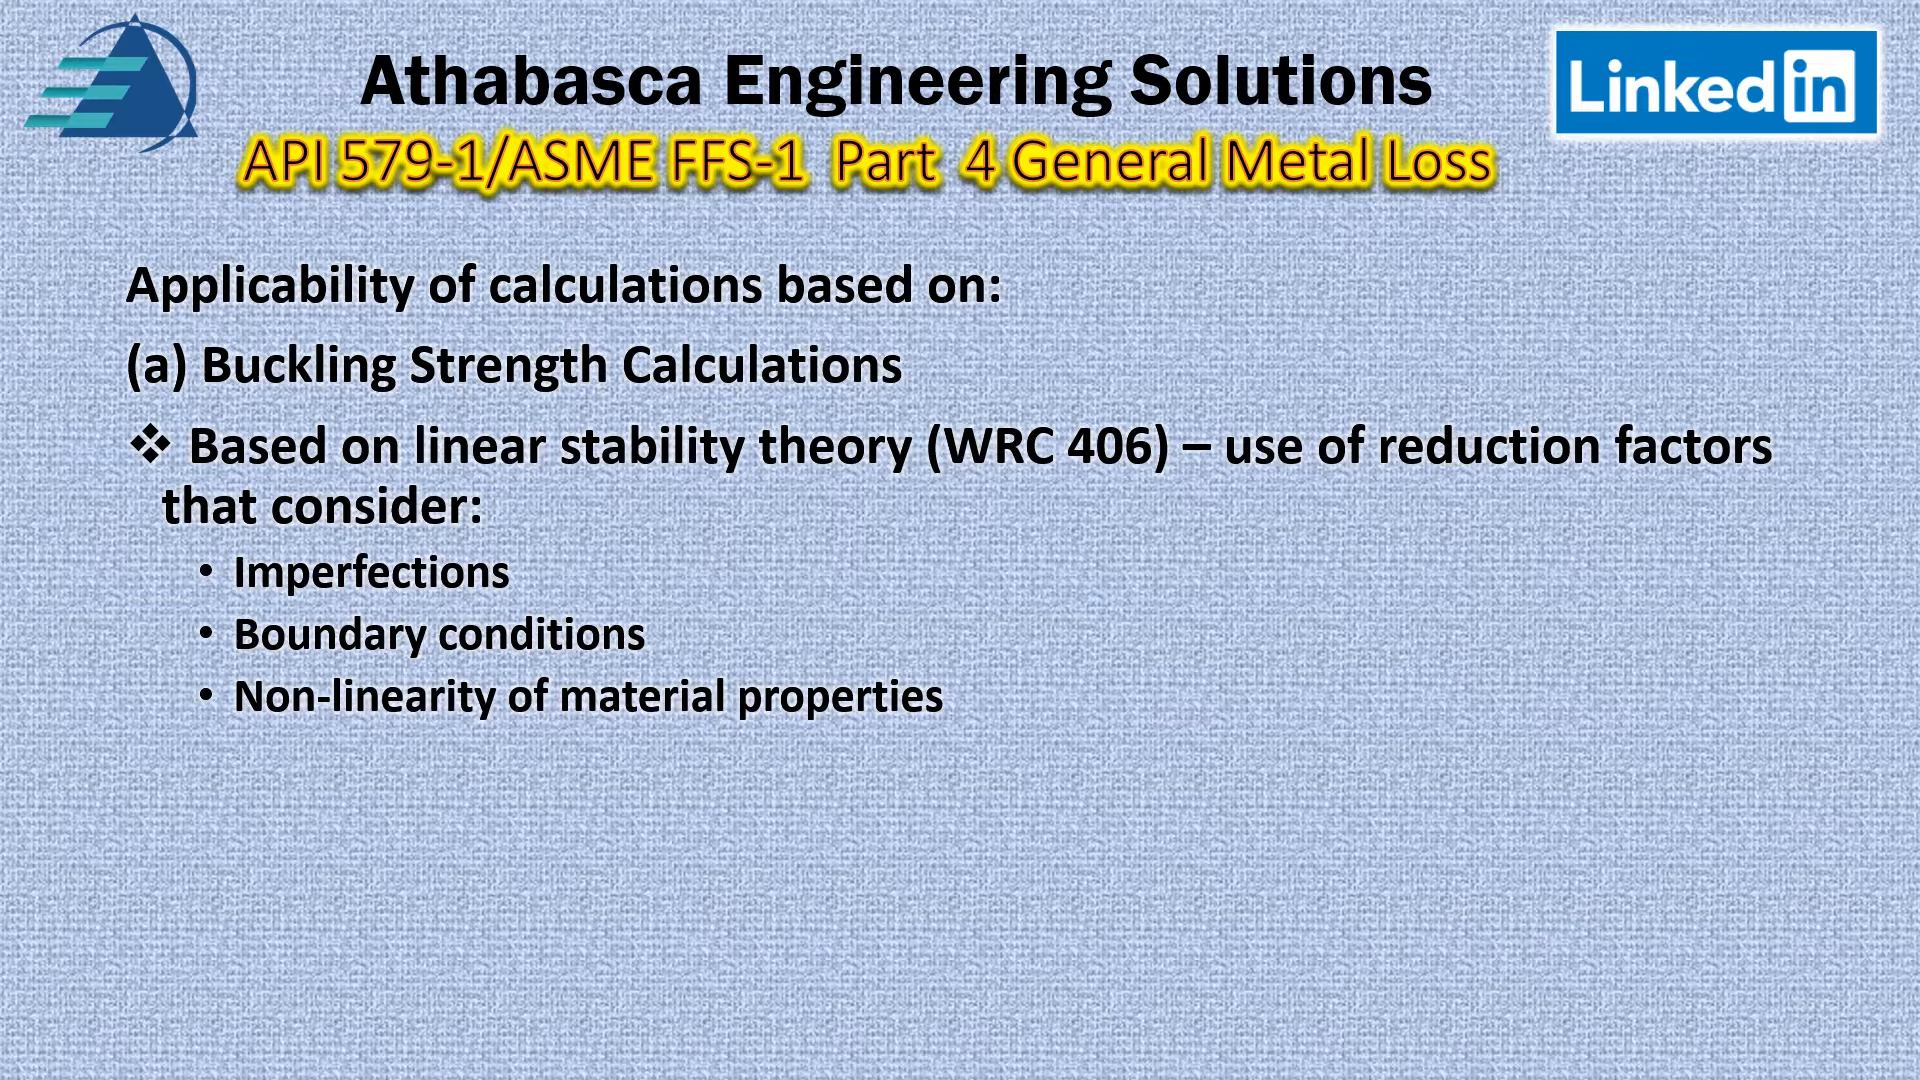 Athabasca Engineering Solutions
Linked in
API 579-1/ASME FFS-1 Part 4 General Metal Loss
Applicability of calculations based on:
(a) Buckling Strength Calculations
❖ Based on linear stability theory (WRC 406) – use of reduction factors
that consider:
• Imperfections
• Boundary conditions
• Non-linearity of material properties